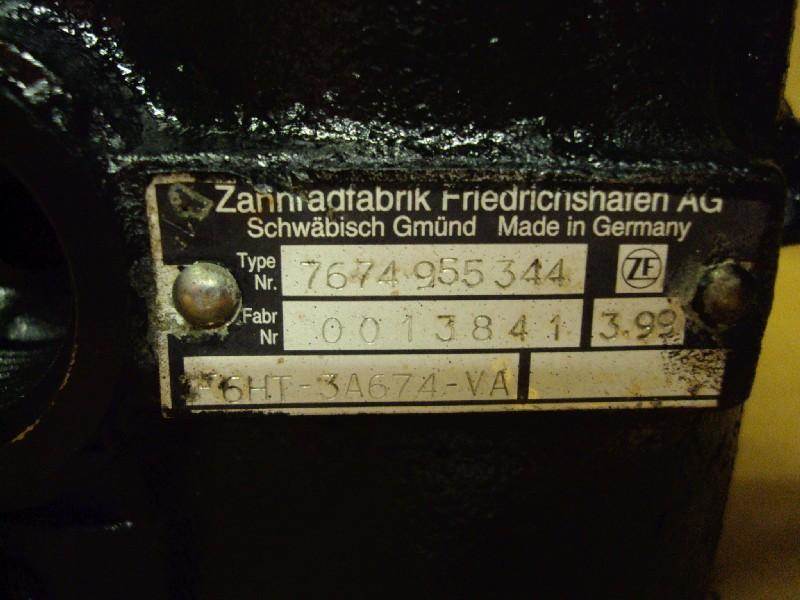 Zahnradfabrik Friedrichshafen AG
Schwäbisch Gmünd Made in Germany
Type Nr. 7674 955 344 ZF
Fabr Nr 0013841 3.99
F6HT-3A674-VA